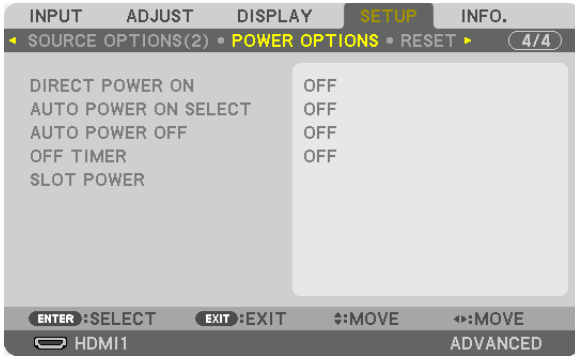 INPUT ADJUST DISPLAY SETUP INFO.
SOURCE OPTIONS(2) • POWER OPTIONS • RESET 4/4
DIRECT POWER ON OFF
AUTO POWER ON SELECT OFF
AUTO POWER OFF OFF
OFF TIMER OFF
SLOT POWER
ENTER :SELECT EXIT :EXIT :MOVE :MOVE
HDMI1 ADVANCED